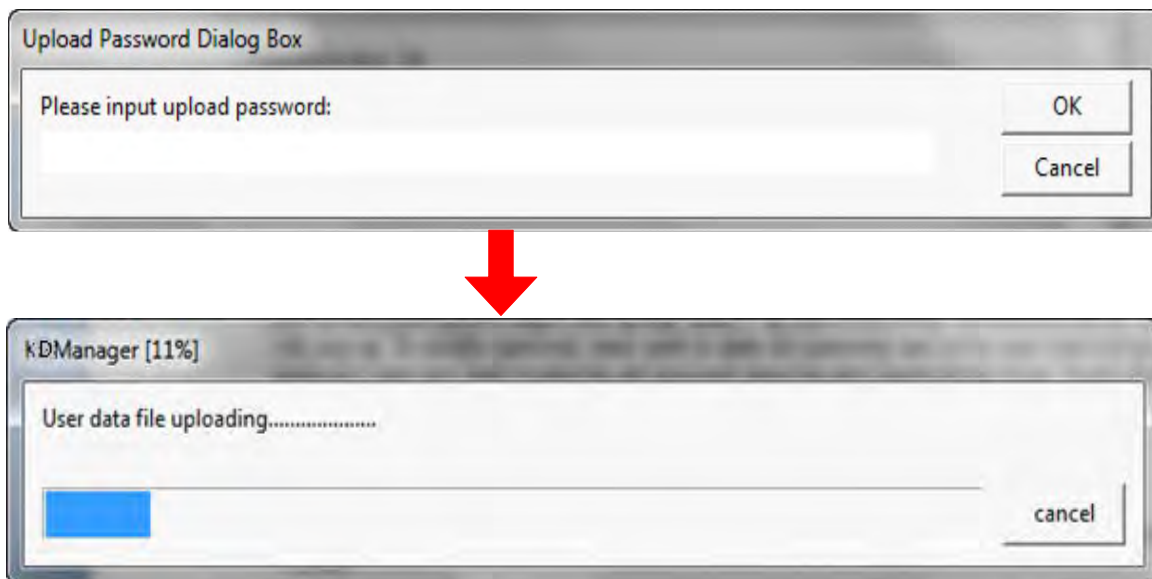 Upload Password Dialog Box
Please input upload password:
OK
Cancel
kDManager [11%]
User data file uploading.....................
cancel